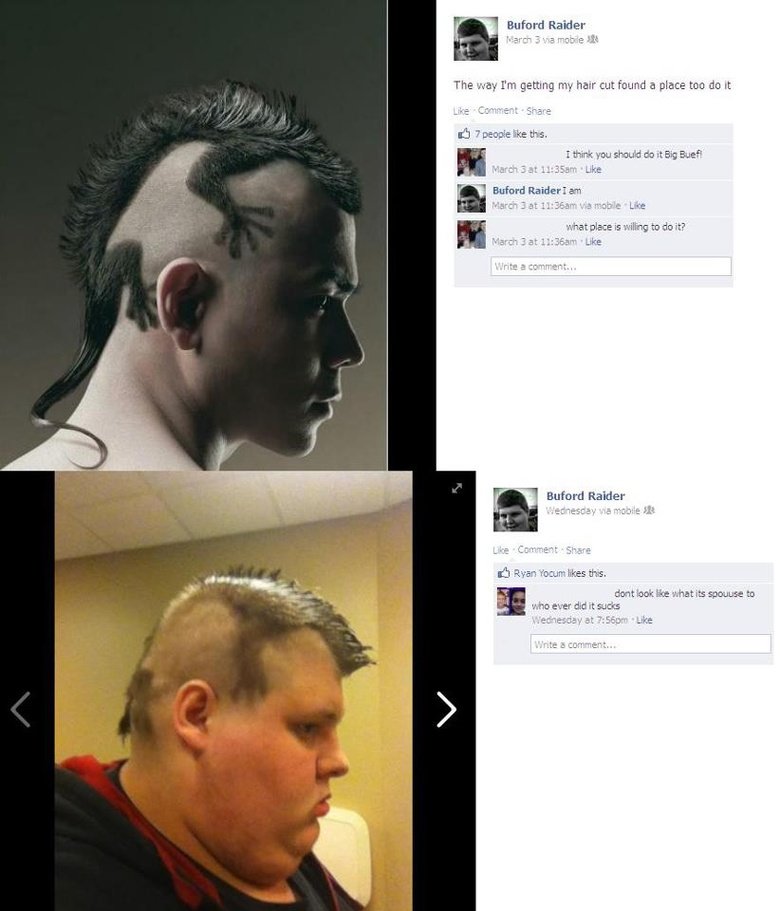 Buford Raider
March 3 via mobile
The way I'm getting my hair cut found a place too do it
Like · Comment · Share
7 people like this.
I think you should do it Big Buef!
March 3 at 11:35am · Like
Buford Raider I am
March 3 at 11:36am via mobile · Like
what place is willing to do it?
March 3 at 11:36am · Like
Write a comment...
Buford Raider
Wednesday via mobile
Like · Comment · Share
Ryan Yocum likes this.
dont look like what its spouuse to
who ever did it sucks
Wednesday at 7:56pm · Like
Write a comment...